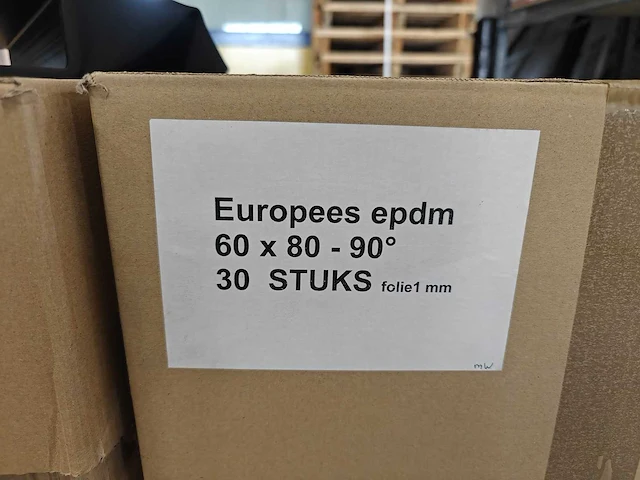 Europees epdm
60 x 80 - 90°
30 STUKS folie1 mm
mw